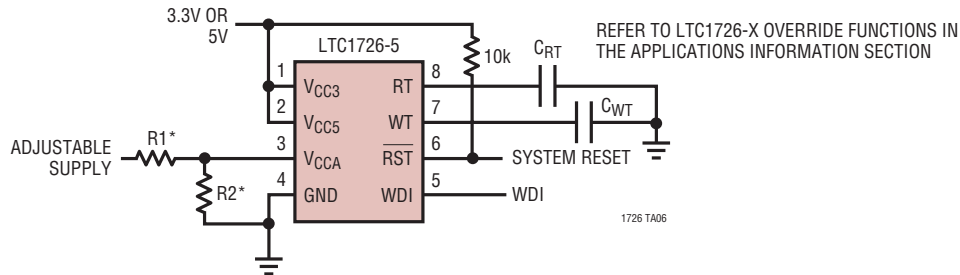 3.3V OR
5V
LTC1726-5
10k
CRT
REFER TO LTC1726-X OVERRIDE FUNCTIONS IN
THE APPLICATIONS INFORMATION SECTION
1
VCC3
RT
8
2
VCC5
WT
7
CWT
ADJUSTABLE
SUPPLY
R1*
3
VCCA
RST
6
SYSTEM RESET
R2*
4
GND
WDI
5
WDI
1726 TA06